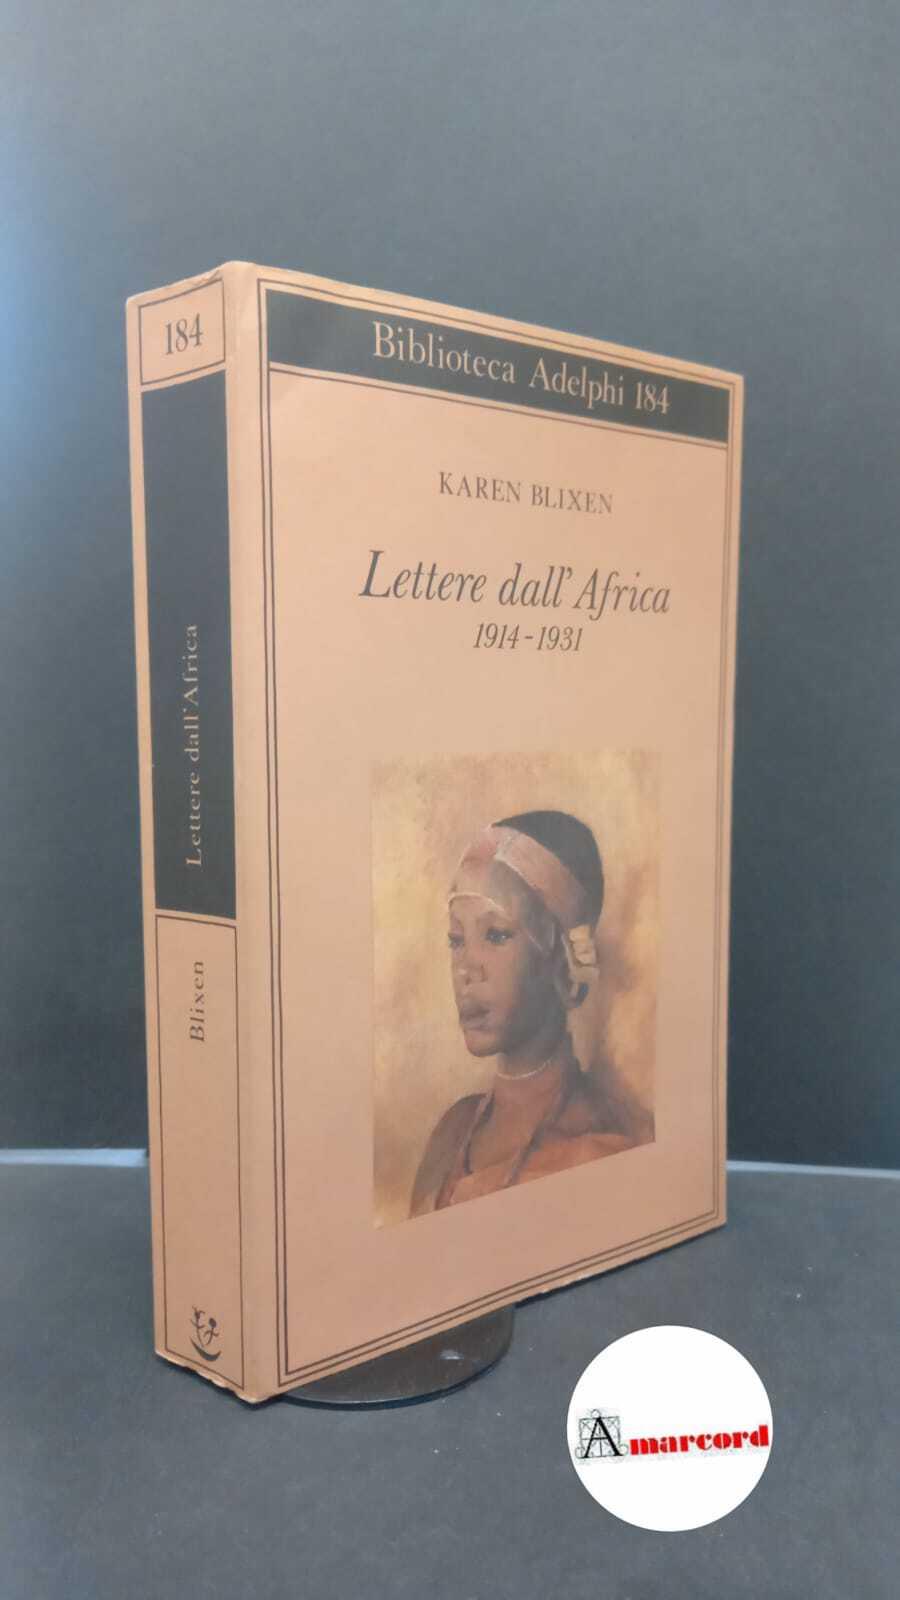 184
Lettere dall'Africa
Blixen
Biblioteca Adelphi 184
KAREN BLIXEN
Lettere dall'Africa
1914-1931
Amarcord